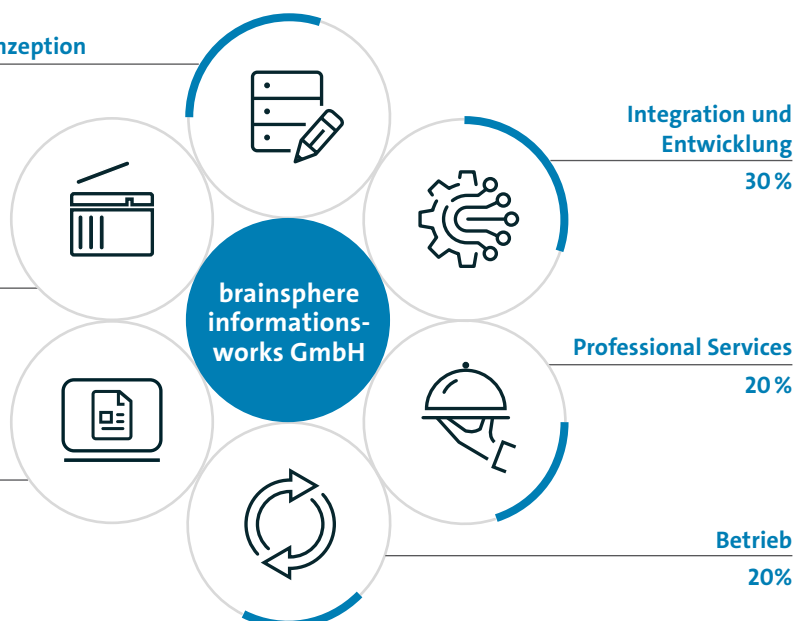 nzeption
Integration und
Entwicklung
30 %
brainsphere
informations-
works GmbH
Professional Services
20 %
Betrieb
20%